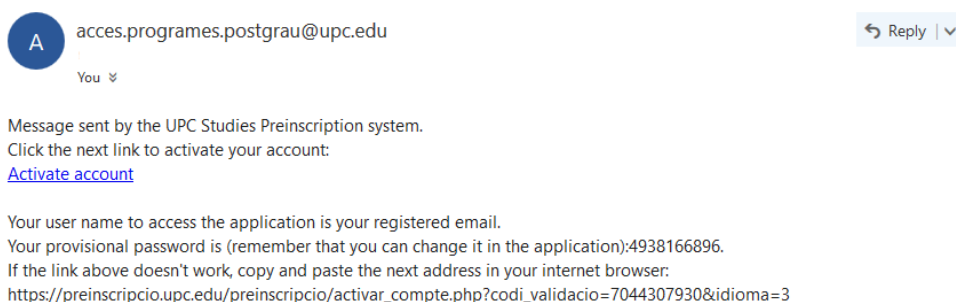 A
acces.programes.postgrau@upc.edu
Reply
You
Message sent by the UPC Studies Preinscription system.
Click the next link to activate your account:
Activate account
Your user name to access the application is your registered email.
Your provisional password is (remember that you can change it in the application):4938166896.
If the link above doesn't work, copy and paste the next address in your internet browser:
https://preinscripcio.upc.edu/preinscripcio/activar_compte.php?codi_validacio=7044307930&idioma=3